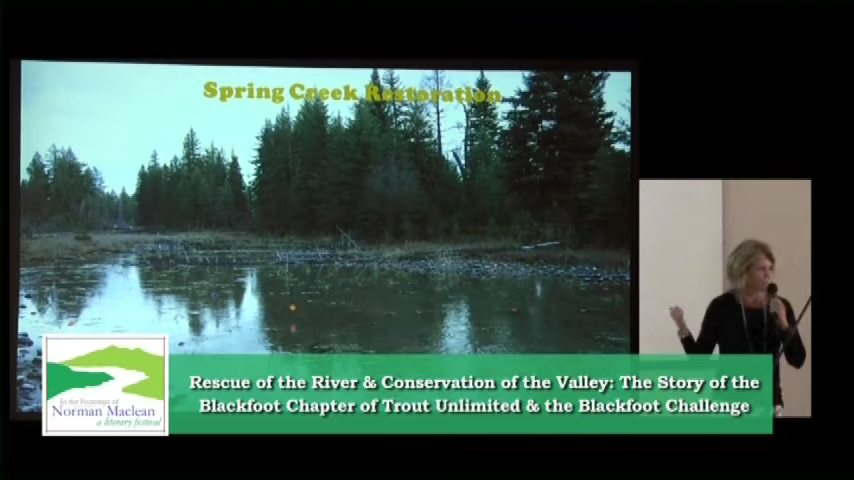 Spring Creek Restoration
In the Footsteps of
Norman Maclean
a literary festival
Rescue of the River & Conservation of the Valley: The Story of the
Blackfoot Chapter of Trout Unlimited & the Blackfoot Challenge